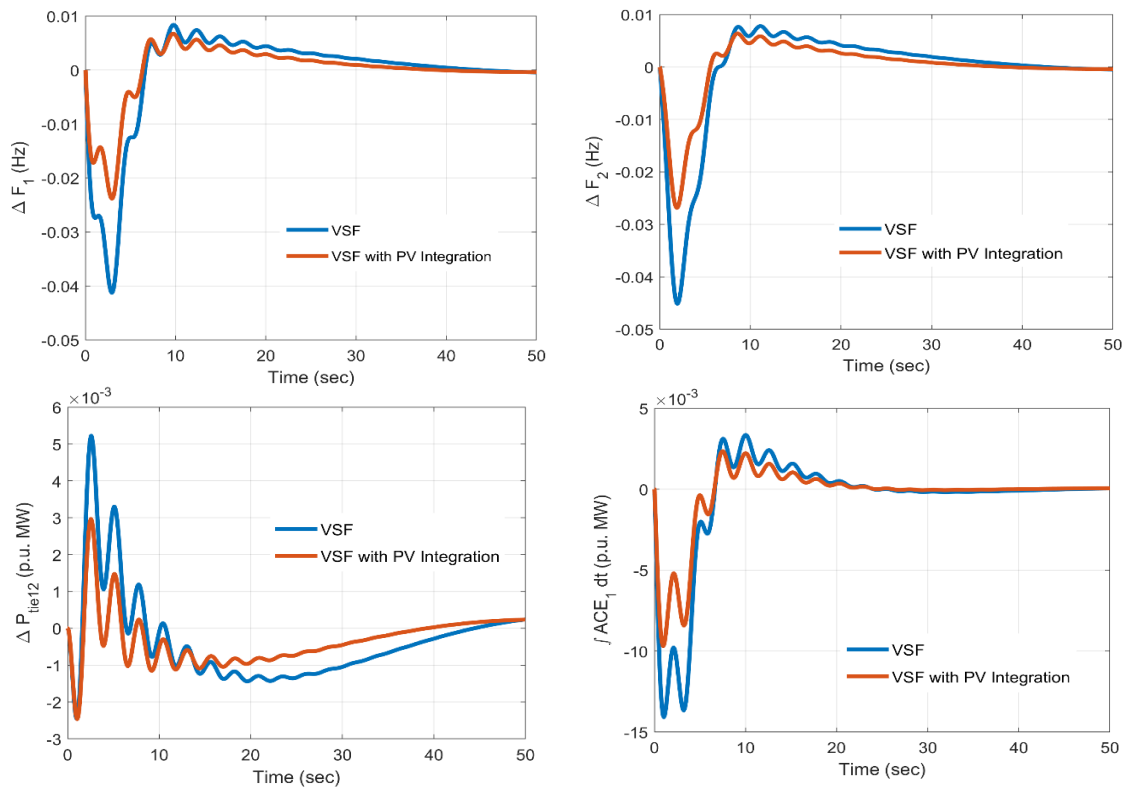 0.01
0
-0.01
-0.02
-0.03
-0.04
-0.05
Δ F1 (Hz)
VSF
VSF with PV Integration
0 10 20 30 40 50
Time (sec)
0.01
0
-0.01
-0.02
-0.03
-0.04
-0.05
Δ F2 (Hz)
VSF
VSF with PV Integration
0 10 20 30 40 50
Time (sec)
×10-3
6
5
4
3
2
1
0
-1
-2
-3
Δ Ptie12 (p.u. MW)
VSF
VSF with PV Integration
0 10 20 30 40 50
Time (sec)
×10-3
5
0
-5
-10
-15
∫ ACE1 dt (p.u. MW)
VSF
VSF with PV Integration
0 10 20 30 40 50
Time (sec)